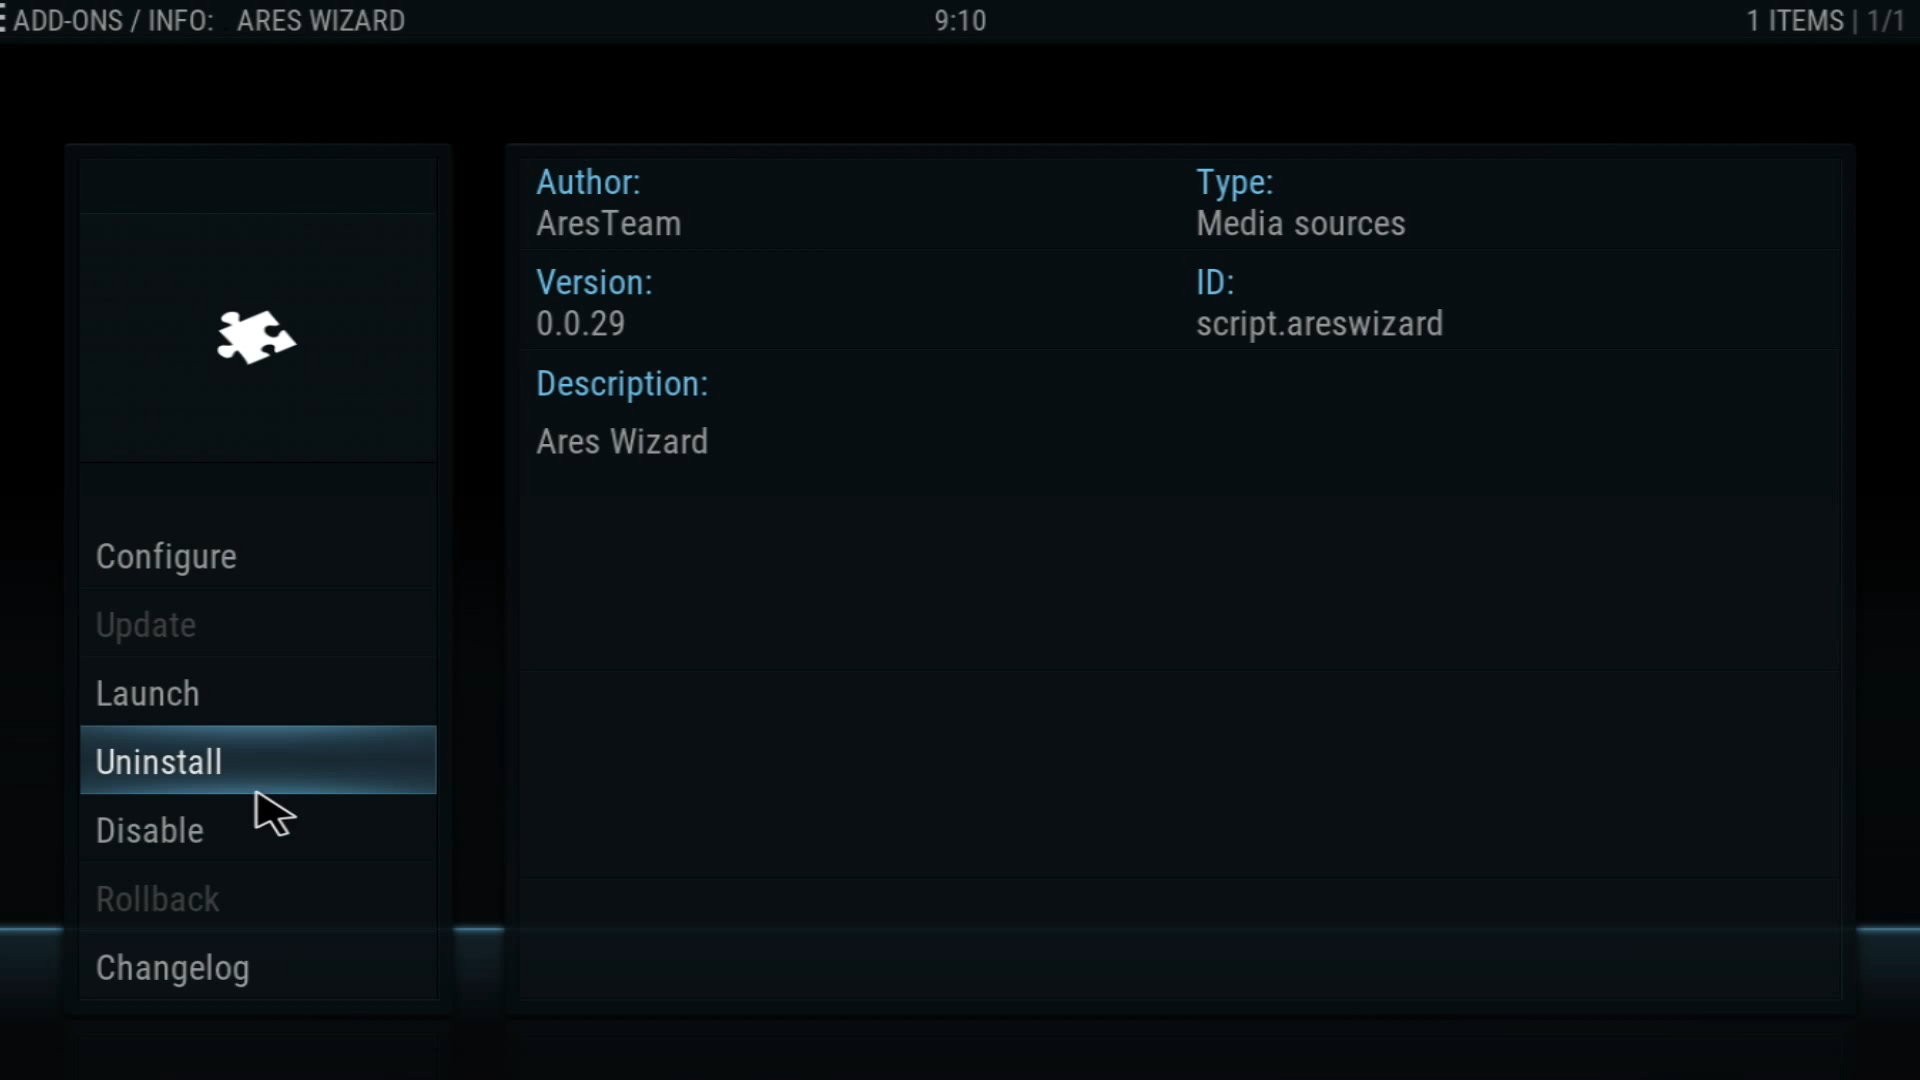 ADD-ONS / INFO: ARES WIZARD
9:10
1 ITEMS | 1/1
Author:
AresTeam
Type:
Media sources
Version:
0.0.29
ID:
script.areswizard
Description:
Ares Wizard
Configure
Update
Launch
Uninstall
Disable
Rollback
Changelog